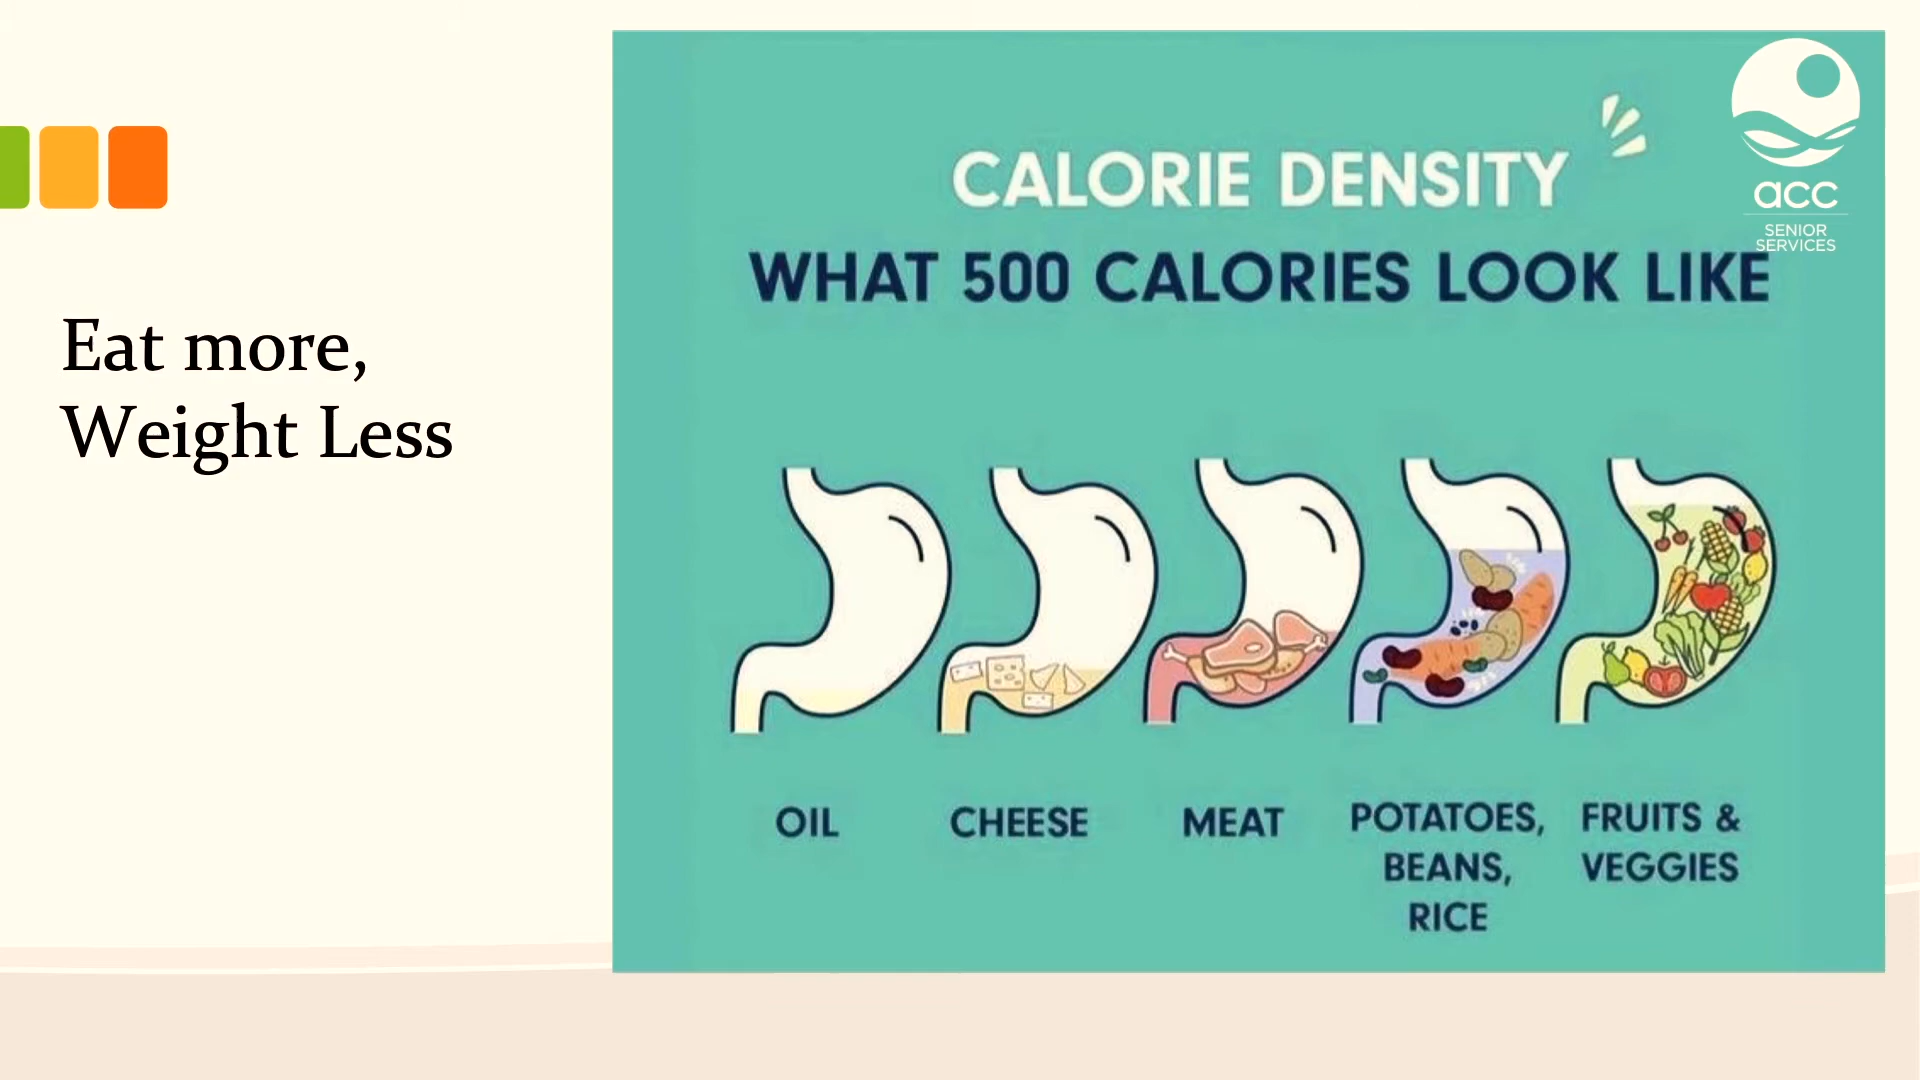 Eat more,
Weight Less
CALORIE DENSITY
WHAT 500 CALORIES LOOK LIKE
acc
SENIOR
SERVICES
OIL
CHEESE
MEAT
POTATOES,
BEANS,
RICE
FRUITS &
VEGGIES